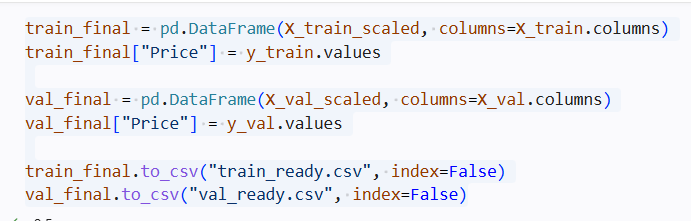 train_final = pd.DataFrame(X_train_scaled, columns=X_train.columns)
train_final["Price"] = y_train.values
val_final = pd.DataFrame(X_val_scaled, columns=X_val.columns)
val_final["Price"] = y_val.values
train_final.to_csv("train_ready.csv", index=False)
val_final.to_csv("val_ready.csv", index=False)